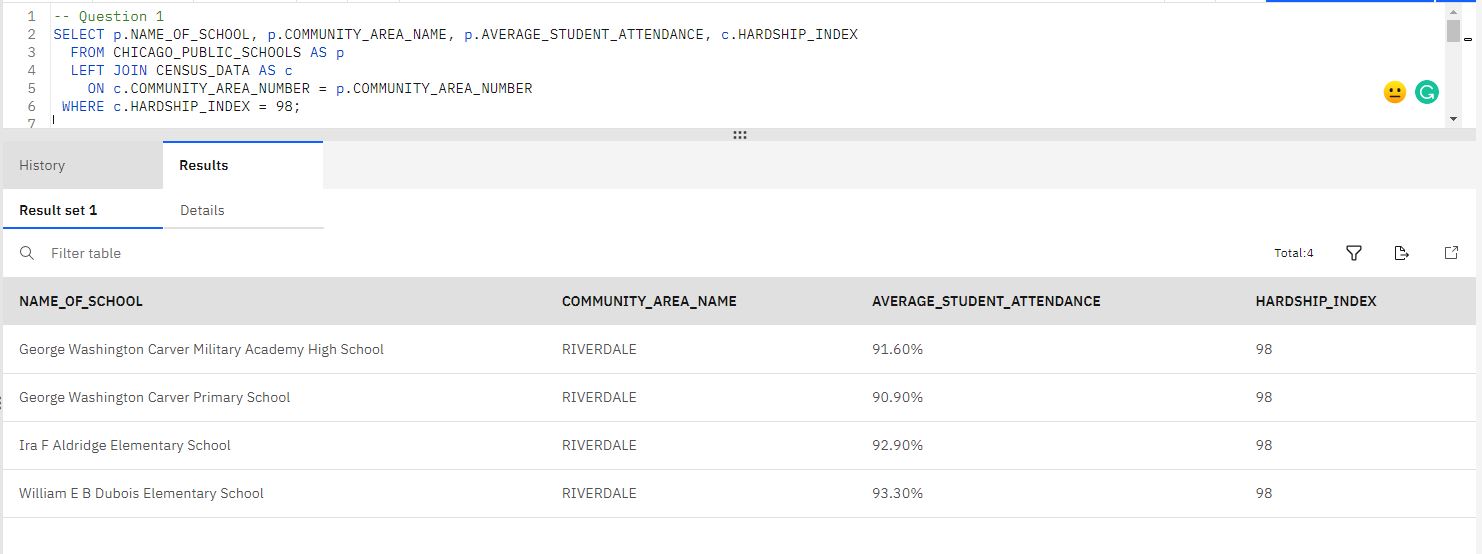 1 -- Question 1
2 SELECT p.NAME_OF_SCHOOL, p.COMMUNITY_AREA_NAME, p.AVERAGE_STUDENT_ATTENDANCE, c.HARDSHIP_INDEX
3 FROM CHICAGO_PUBLIC_SCHOOLS AS p
4 LEFT JOIN CENSUS_DATA AS c
5 ON c.COMMUNITY_AREA_NUMBER = p.COMMUNITY_AREA_NUMBER
6 WHERE c.HARDSHIP_INDEX = 98;
7
History Results
Result set 1 Details
Filter table Total:4
NAME_OF_SCHOOL COMMUNITY_AREA_NAME AVERAGE_STUDENT_ATTENDANCE HARDSHIP_INDEX
George Washington Carver Military Academy High School RIVERDALE 91.60% 98
George Washington Carver Primary School RIVERDALE 90.90% 98
Ira F Aldridge Elementary School RIVERDALE 92.90% 98
William E B Dubois Elementary School RIVERDALE 93.30% 98